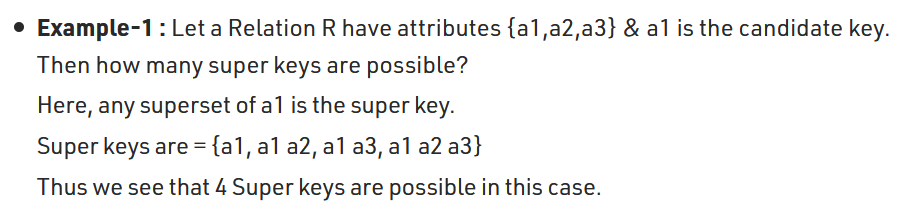 • Example-1 : Let a Relation R have attributes {a1,a2,a3} & a1 is the candidate key.
Then how many super keys are possible?
Here, any superset of a1 is the super key.
Super keys are = {a1, a1 a2, a1 a3, a1 a2 a3}
Thus we see that 4 Super keys are possible in this case.